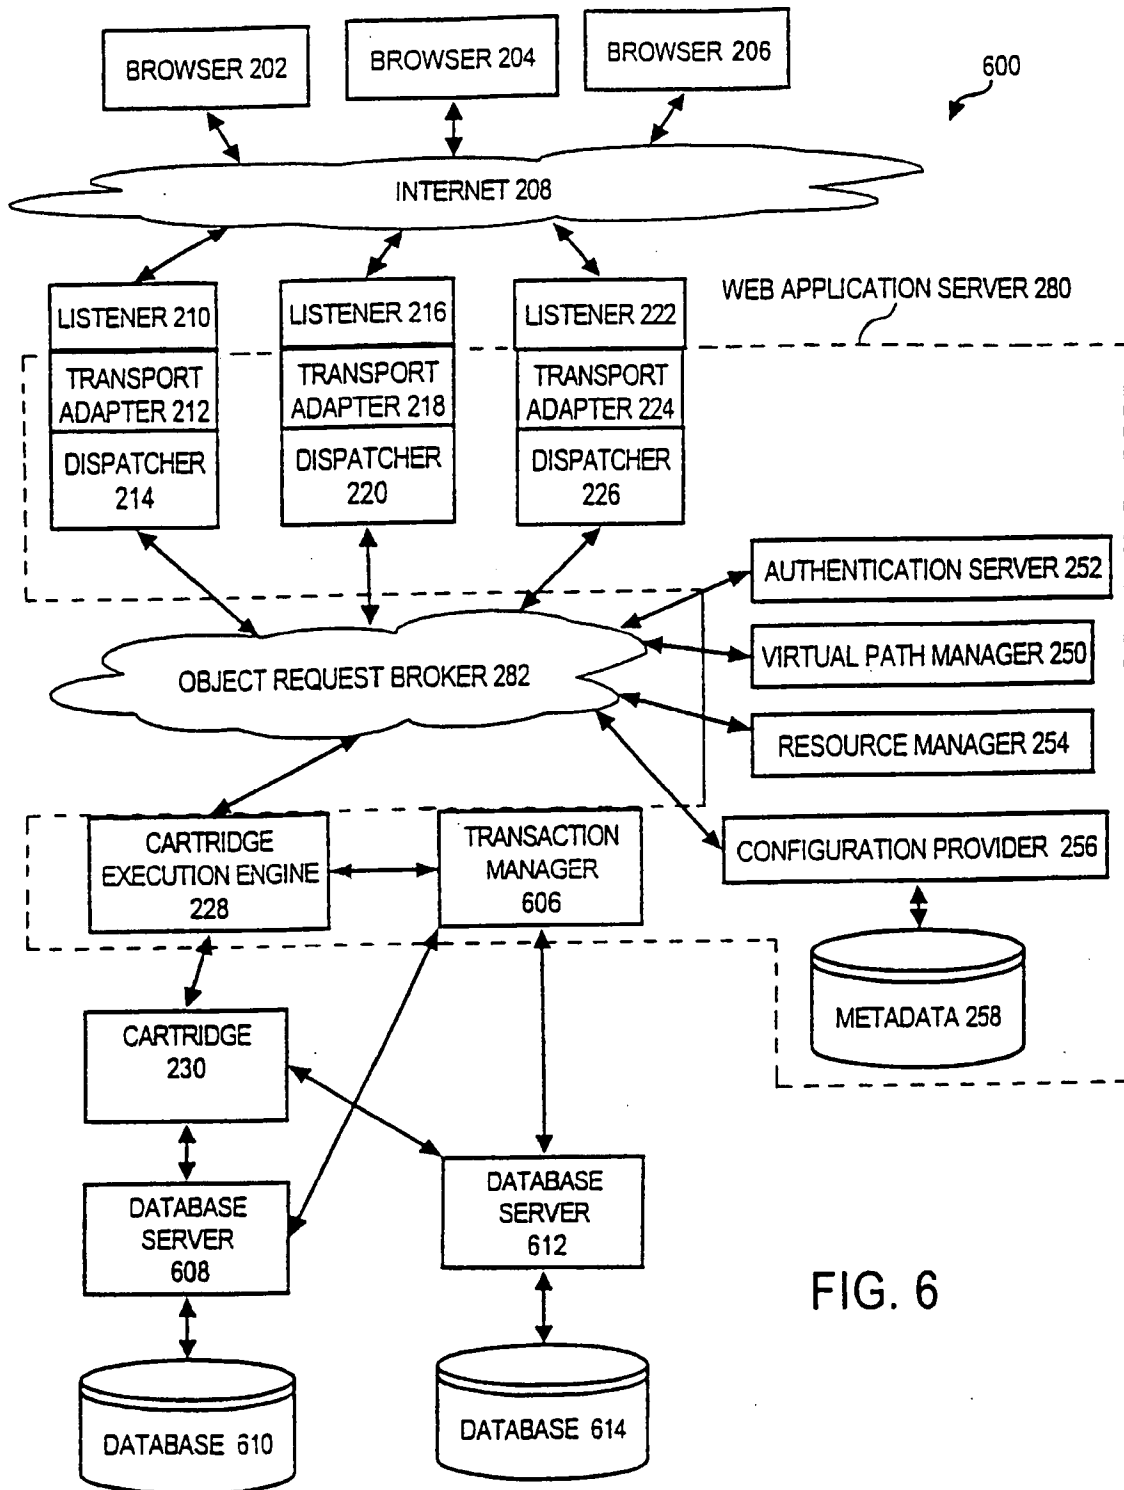 BROWSER 202
BROWSER 204
BROWSER 206
600
INTERNET 208
WEB APPLICATION SERVER 280
LISTENER 210
LISTENER 216
LISTENER 222
TRANSPORT
ADAPTER 212
TRANSPORT
ADAPTER 218
TRANSPORT
ADAPTER 224
DISPATCHER
214
DISPATCHER
220
DISPATCHER
226
AUTHENTICATION SERVER 252
VIRTUAL PATH MANAGER 250
OBJECT REQUEST BROKER 282
RESOURCE MANAGER 254
CARTRIDGE
EXECUTION ENGINE
228
TRANSACTION
MANAGER
606
CONFIGURATION PROVIDER 256
METADATA 258
CARTRIDGE
230
DATABASE
SERVER
608
DATABASE
SERVER
612
FIG. 6
DATABASE 610
DATABASE 614